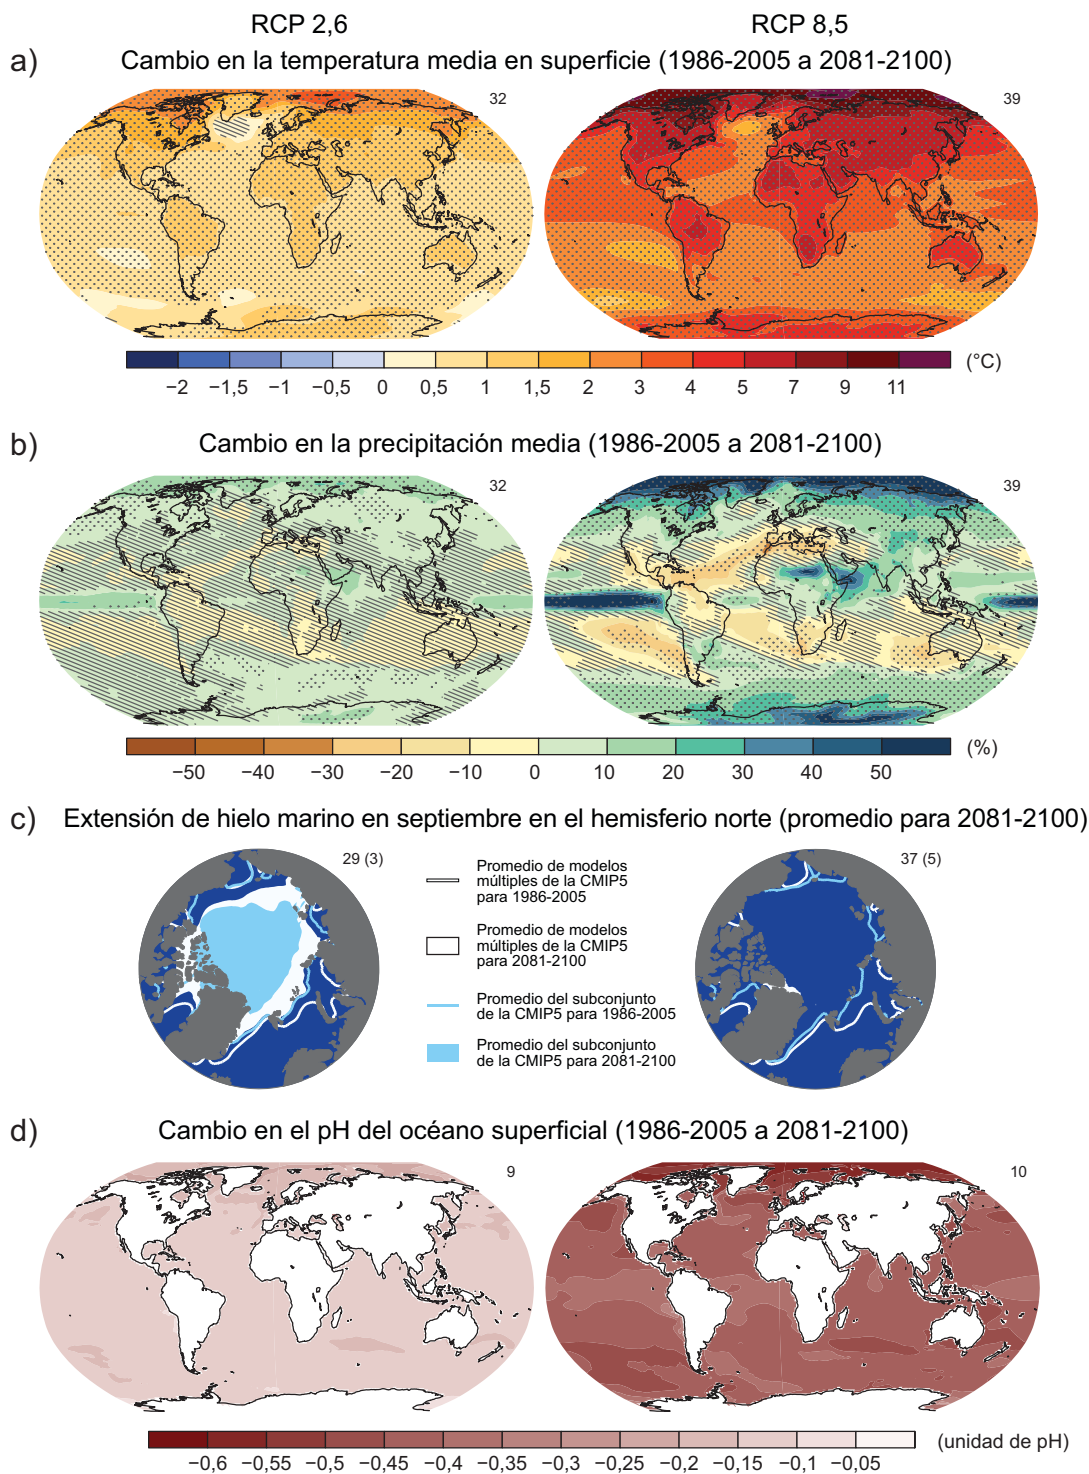 RCP 2,6
RCP 8,5
a)
Cambio en la temperatura media en superficie (1986-2005 a 2081-2100)
32
39
−2
−1,5
−1
−0,5
0
0,5
1
1,5
2
3
4
5
7
9
11
(°C)
b)
Cambio en la precipitación media (1986-2005 a 2081-2100)
32
39
−50
−40
−30
−20
−10
0
10
20
30
40
50
(%)
c)
Extensión de hielo marino en septiembre en el hemisferio norte (promedio para 2081-2100)
29 (3)
37 (5)
Promedio de modelos
múltiples de la CMIP5
para 1986-2005
Promedio de modelos
múltiples de la CMIP5
para 2081-2100
Promedio del subconjunto
de la CMIP5 para 1986-2005
Promedio del subconjunto
de la CMIP5 para 2081-2100
d)
Cambio en el pH del océano superficial (1986-2005 a 2081-2100)
9
10
−0,6
−0,55
−0,5
−0,45
−0,4
−0,35
−0,3
−0,25
−0,2
−0,15
−0,1
−0,05
(unidad de pH)